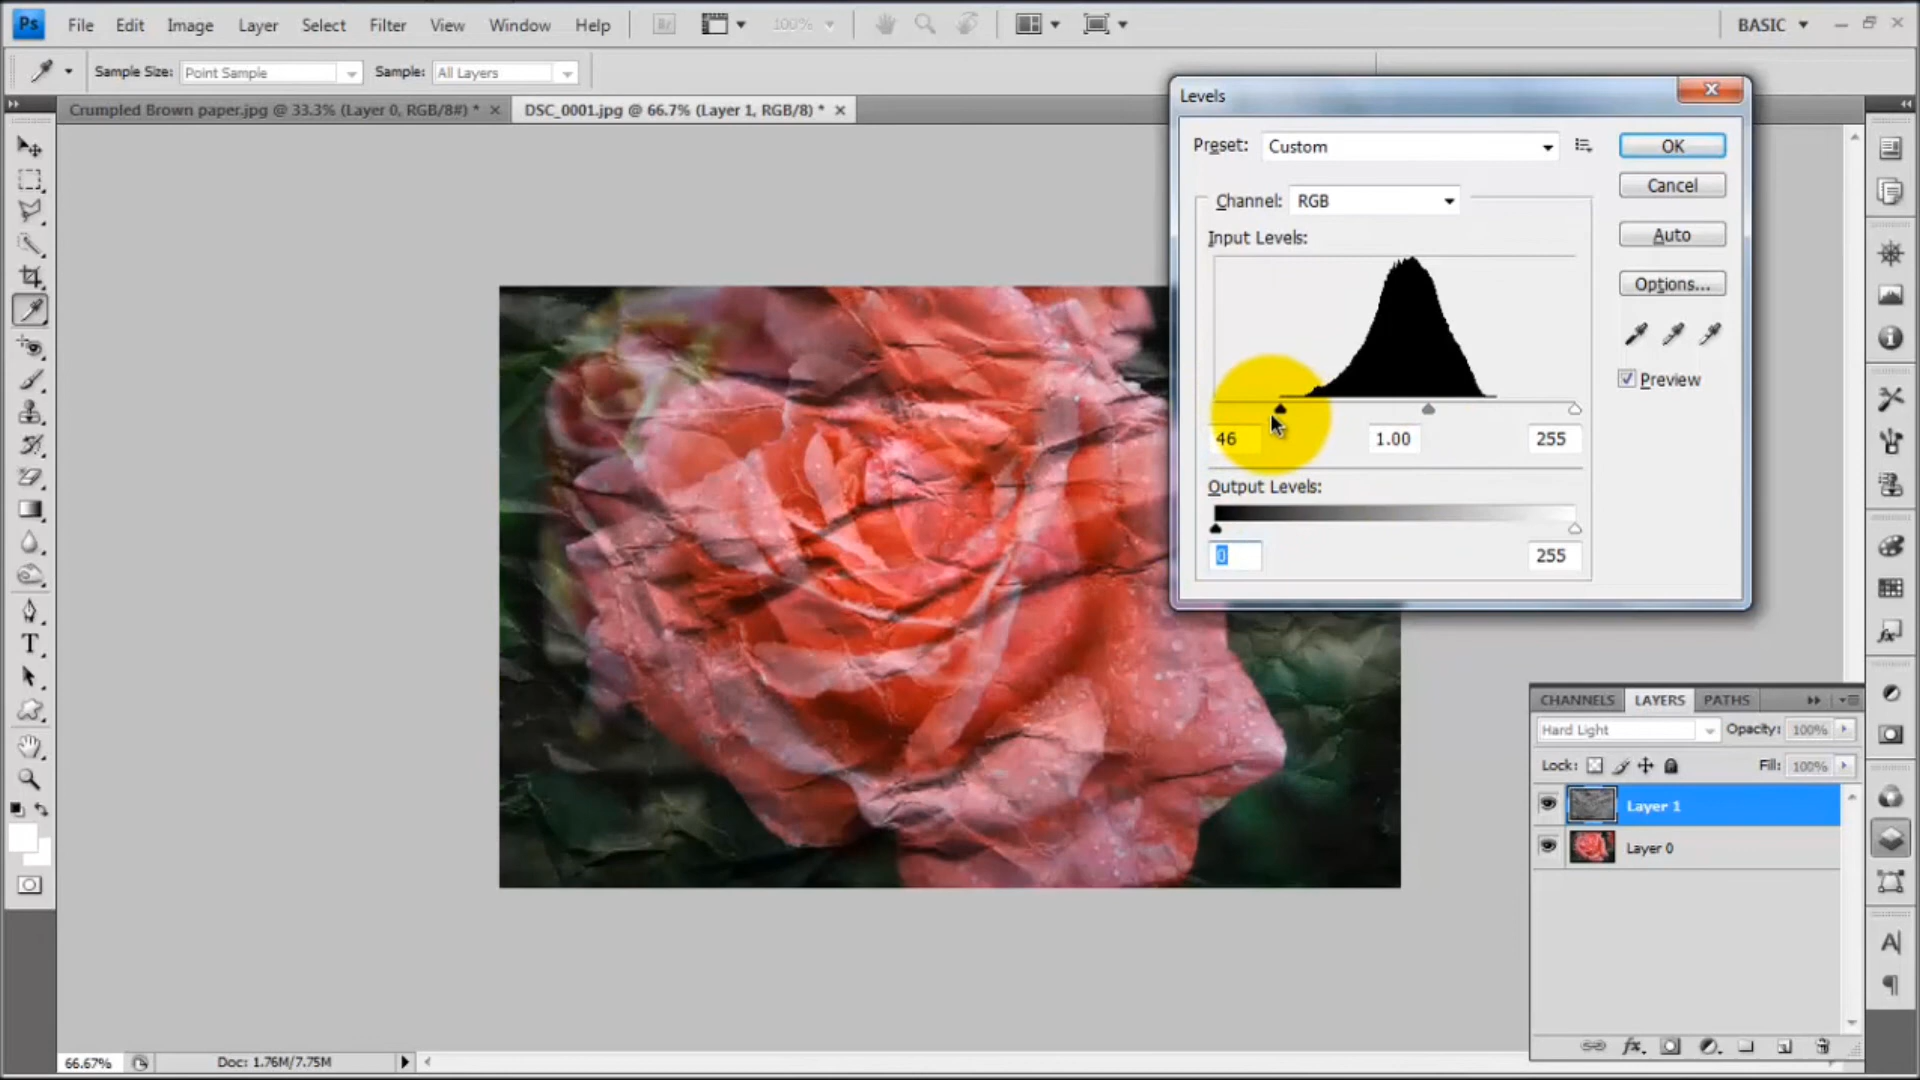 Ps File Edit Image Layer Select Filter View Window Help Br 100% BASIC
Sample Size: Point Sample Sample: All Layers
Crumpled Brown paper.jpg @ 33.3% (Layer 0, RGB/8#) *
DSC_0001.jpg @ 66.7% (Layer 1, RGB/8) *
Levels
Preset: Custom
OK
Cancel
Channel: RGB
Auto
Input Levels:
Options...
Preview
46 1.00 255
Output Levels:
0 255
CHANNELS LAYERS PATHS
Hard Light Opacity: 100%
Lock: Fill: 100%
Layer 1
Layer 0
66.67% Doc: 1.76M/7.75M